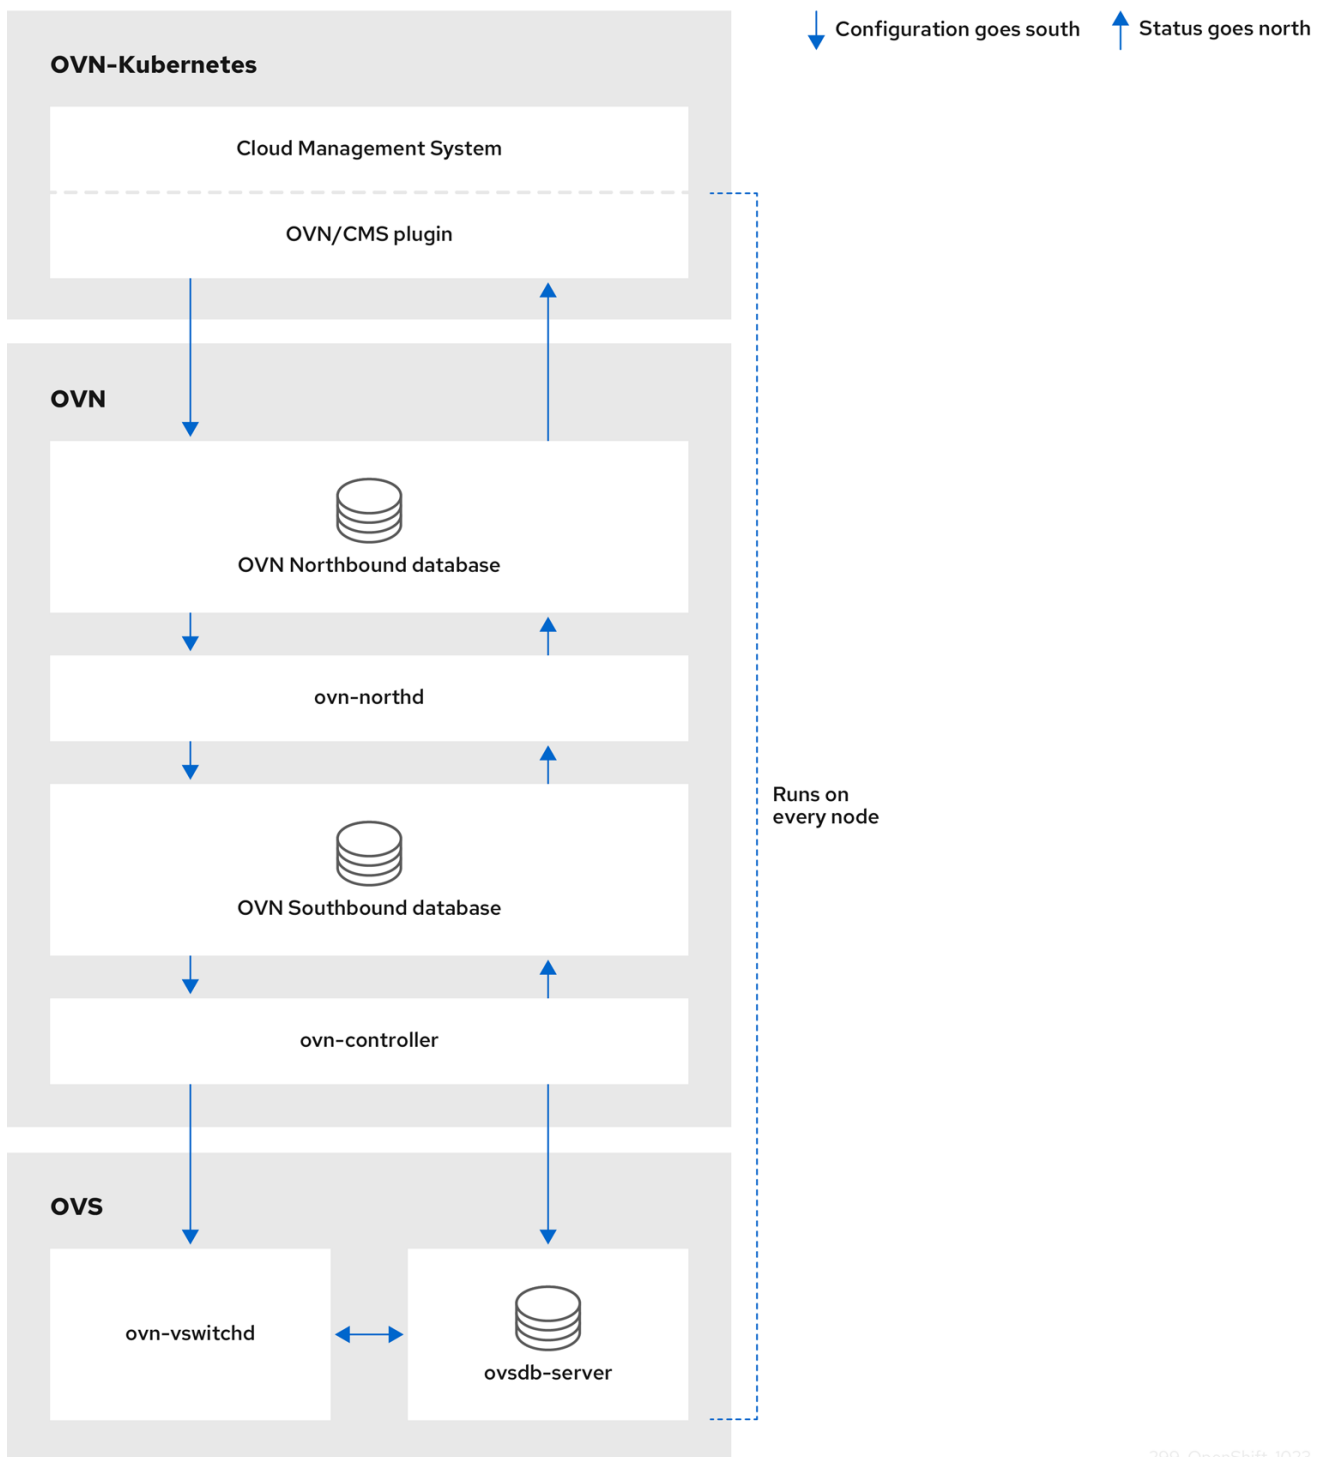 Configuration goes south
Status goes north
OVN-Kubernetes
Cloud Management System
OVN/CMS plugin
OVN
OVN Northbound database
ovn-northd
Runs on
every node
OVN Southbound database
ovn-controller
OVS
ovn-vswitchd
ovsdb-server